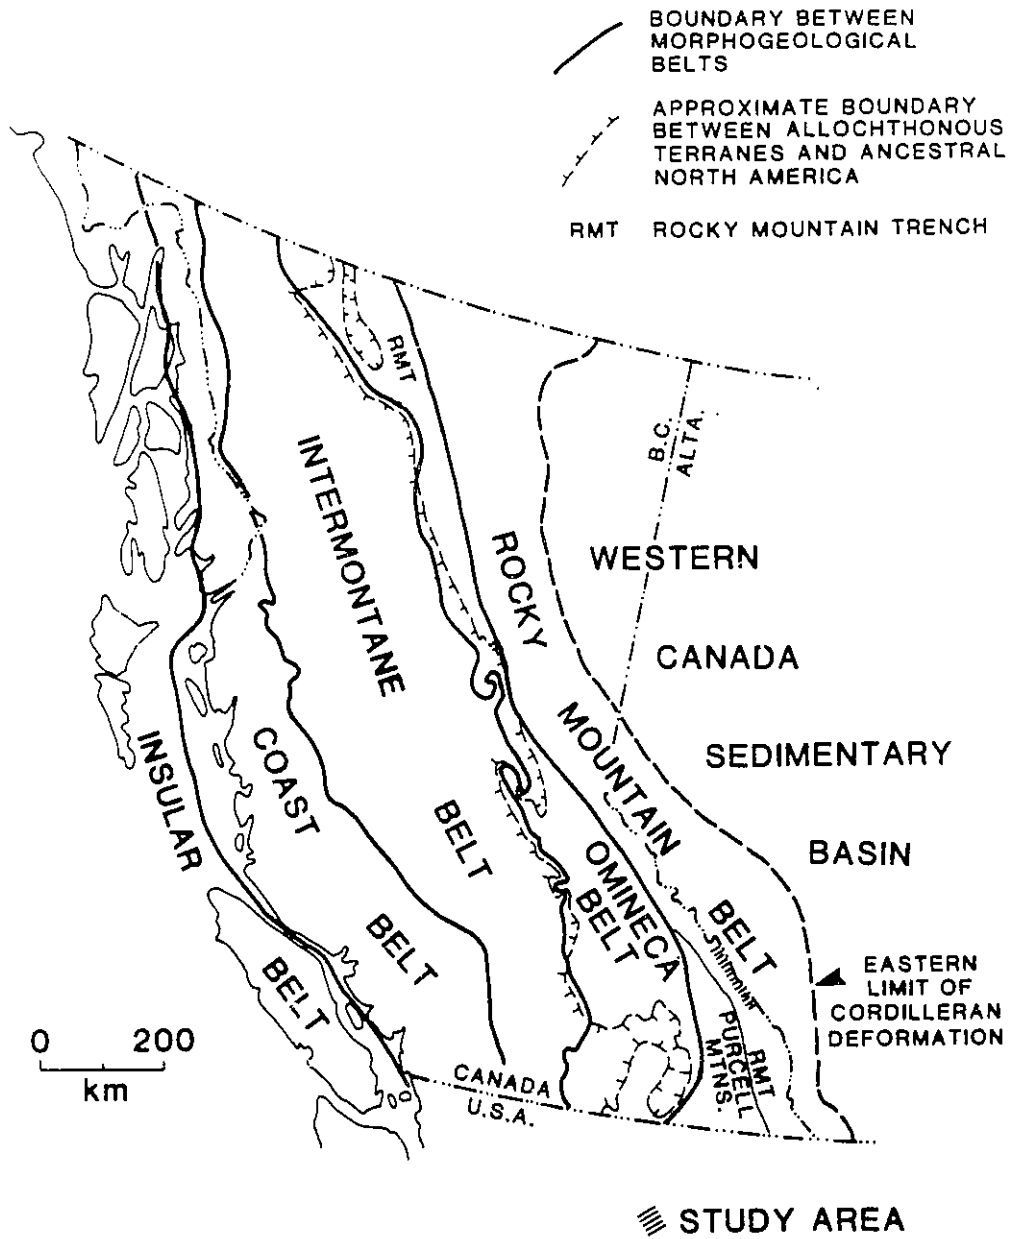 BOUNDARY BETWEEN
MORPHOGEOLOGICAL
BELTS
APPROXIMATE BOUNDARY
BETWEEN ALLOCHTHONOUS
TERRANES AND ANCESTRAL
NORTH AMERICA
RMT ROCKY MOUNTAIN TRENCH
RMT
B.C.
ALTA.
INTERMONTANE
BELT
ROCKY
MOUNTAIN
BELT
WESTERN
CANADA
SEDIMENTARY
BASIN
INSULAR
BELT
COAST
BELT
OMINECA
BELT
EASTERN
LIMIT OF
CORDILLERAN
DEFORMATION
PURCELL
MTNS.
RMT
0 200
km
CANADA
U.S.A.
STUDY AREA